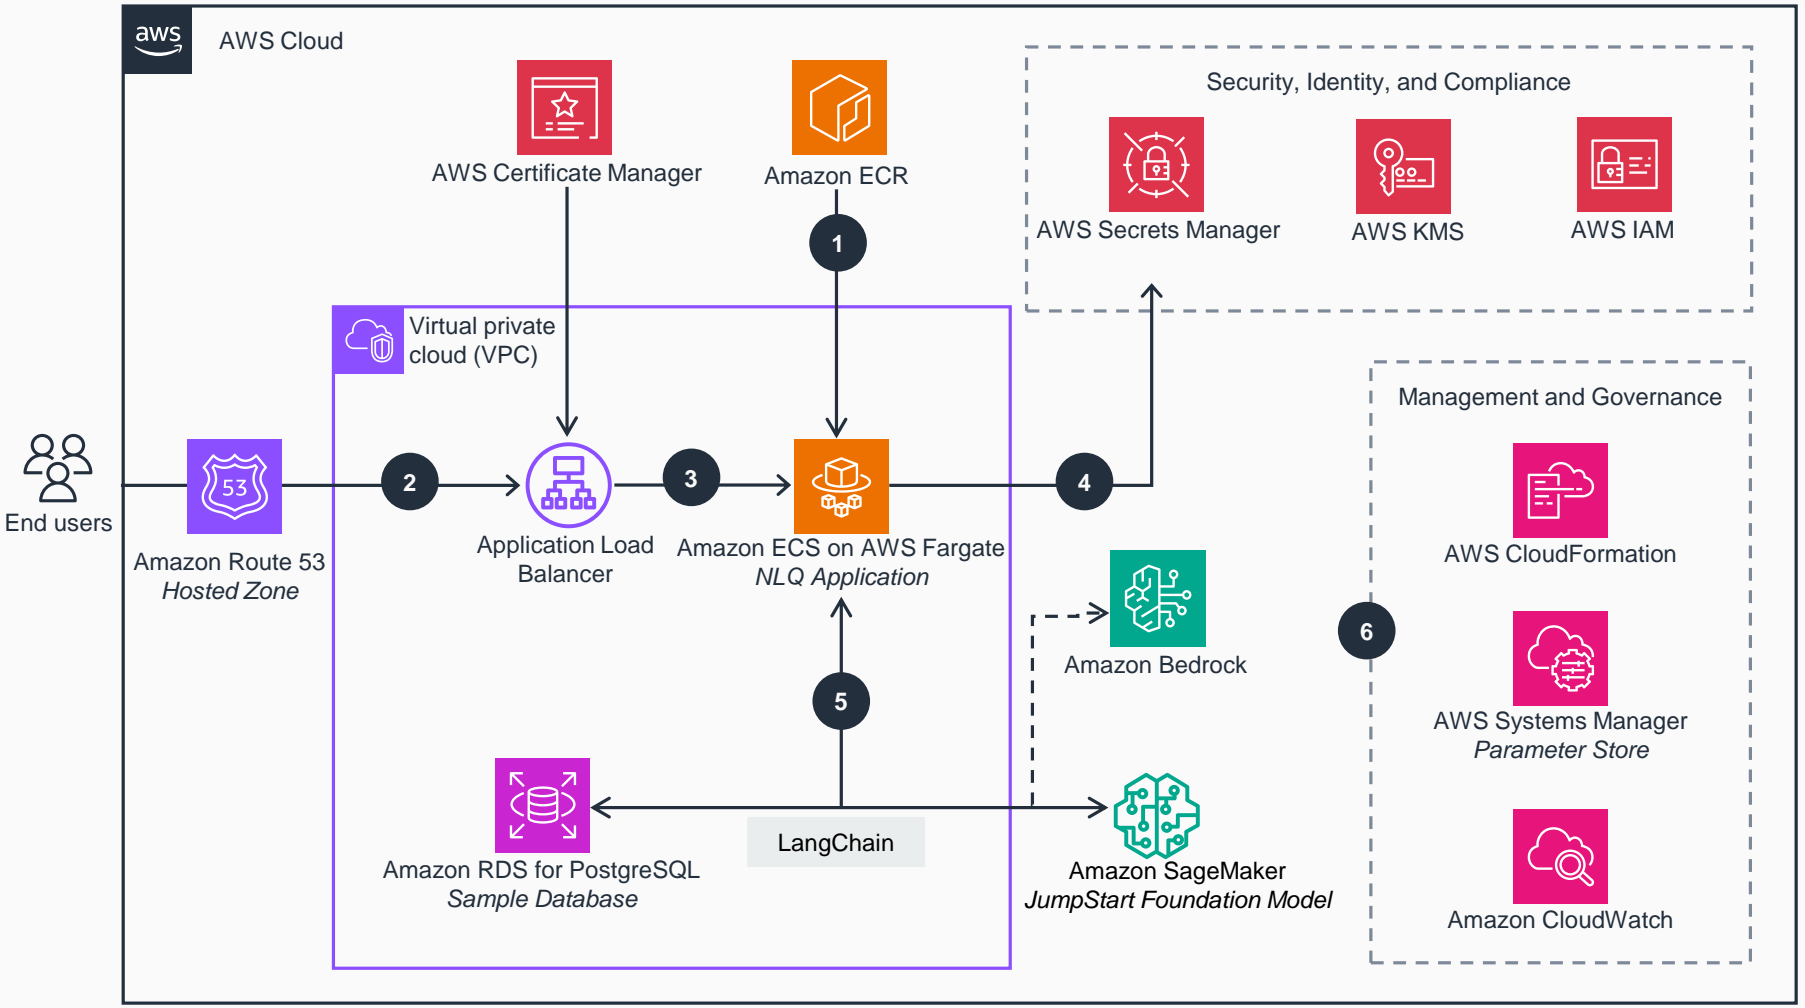 aws
AWS Cloud
AWS Certificate Manager
Amazon ECR
1
Security, Identity, and Compliance
AWS Secrets Manager
AWS KMS
AWS IAM
Virtual private
cloud (VPC)
End users
53
Amazon Route 53
Hosted Zone
2
Application Load
Balancer
3
Amazon ECS on AWS Fargate
NLQ Application
4
5
Amazon Bedrock
Amazon RDS for PostgreSQL
Sample Database
LangChain
Amazon SageMaker
JumpStart Foundation Model
6
Management and Governance
AWS CloudFormation
AWS Systems Manager
Parameter Store
Amazon CloudWatch